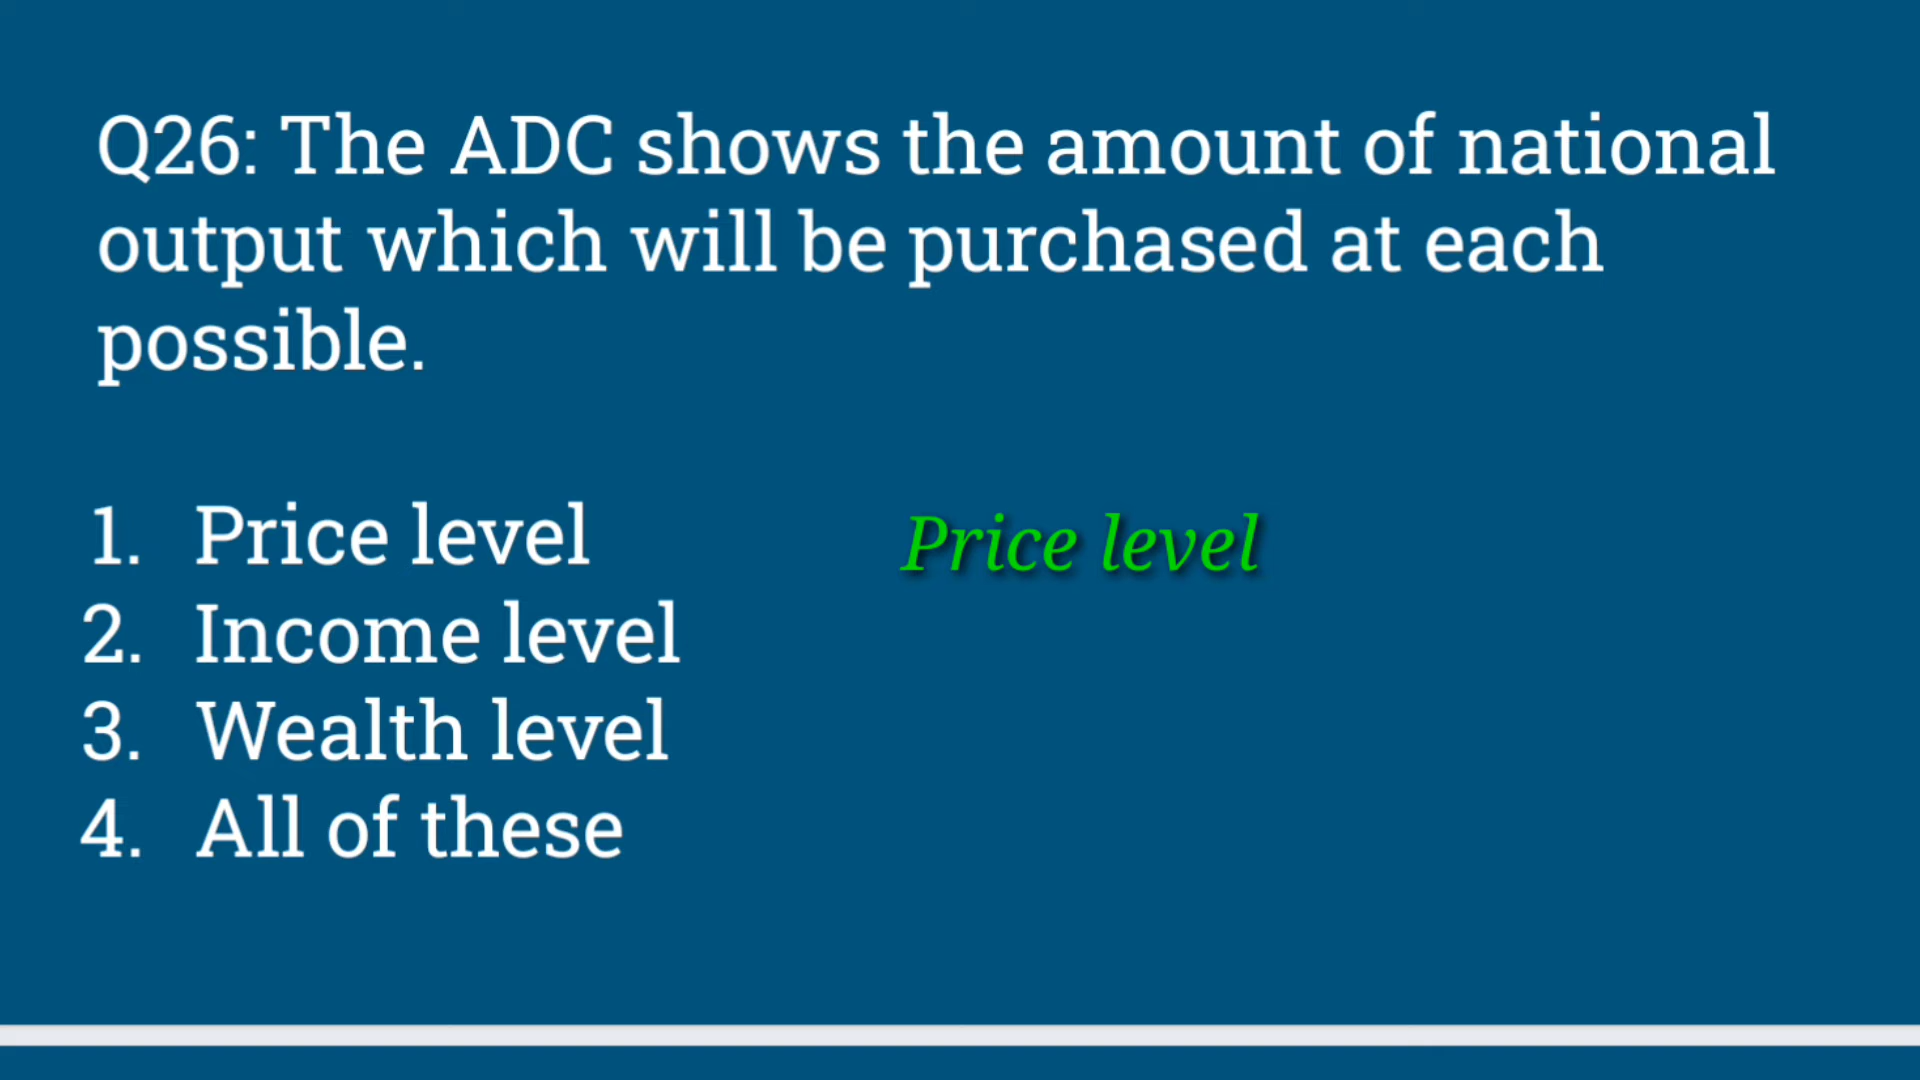 Q26: The ADC shows the amount of national
output which will be purchased at each
possible.
1. Price level
Price level
2. Income level
3. Wealth level
4. All of these